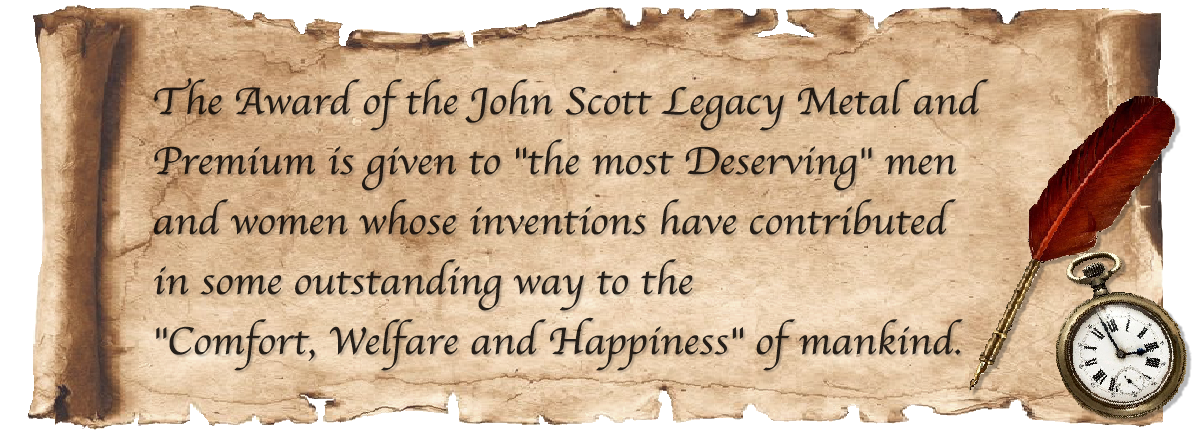 The Award of the John Scott Legacy Metal and
Premium is given to "the most Deserving" men
and women whose inventions have contributed
in some outstanding way to the
"Comfort, Welfare and Happiness" of mankind.